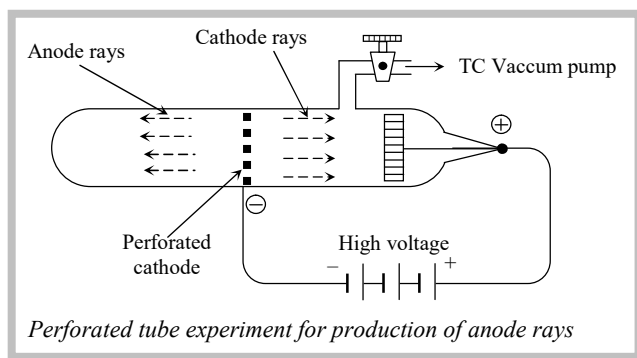 Cathode rays
Anode rays
TC Vaccum pump
+
−
Perforated
cathode
High voltage
− +
Perforated tube experiment for production of anode rays